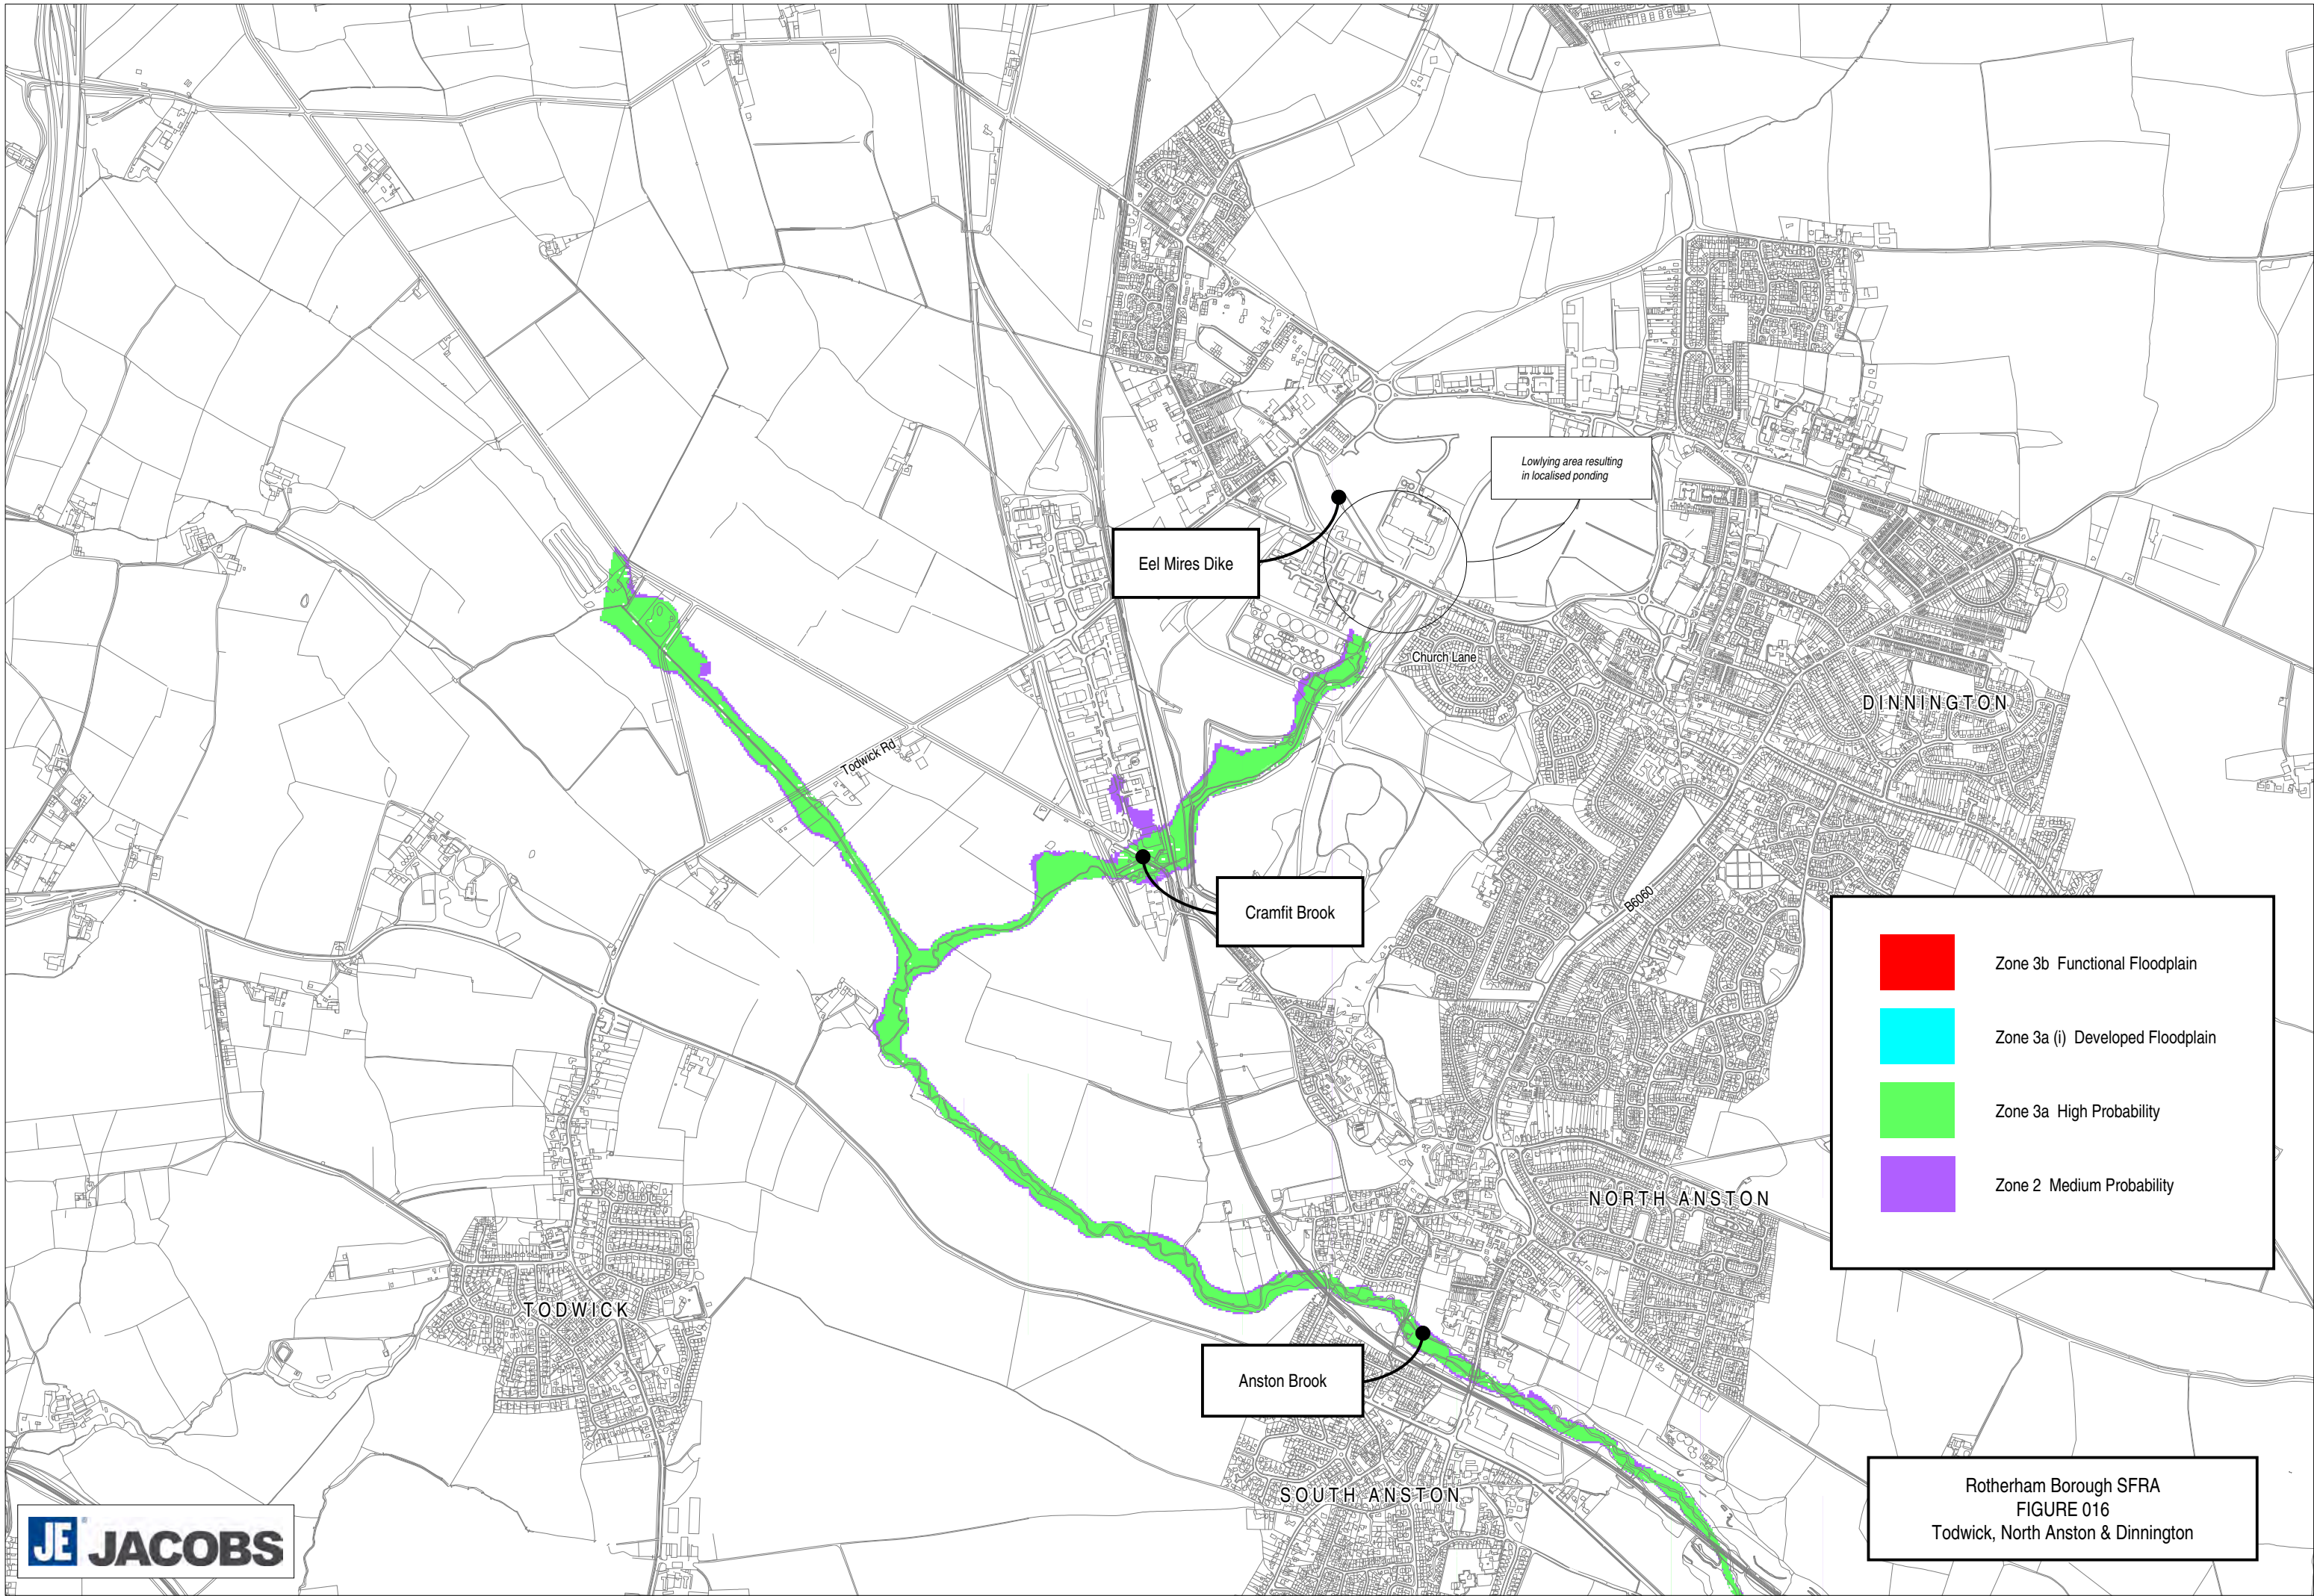 Lowlying area resulting
in localised ponding
Eel Mires Dike
Church Lane
DINNINGTON
Todwick Rd
B6060
Cramfit Brook
Zone 3b Functional Floodplain
Zone 3a (i) Developed Floodplain
Zone 3a High Probability
Zone 2 Medium Probability
NORTH ANSTON
TODWICK
Anston Brook
SOUTH ANSTON
Rotherham Borough SFRA
FIGURE 016
Todwick, North Anston & Dinnington
JE JACOBS